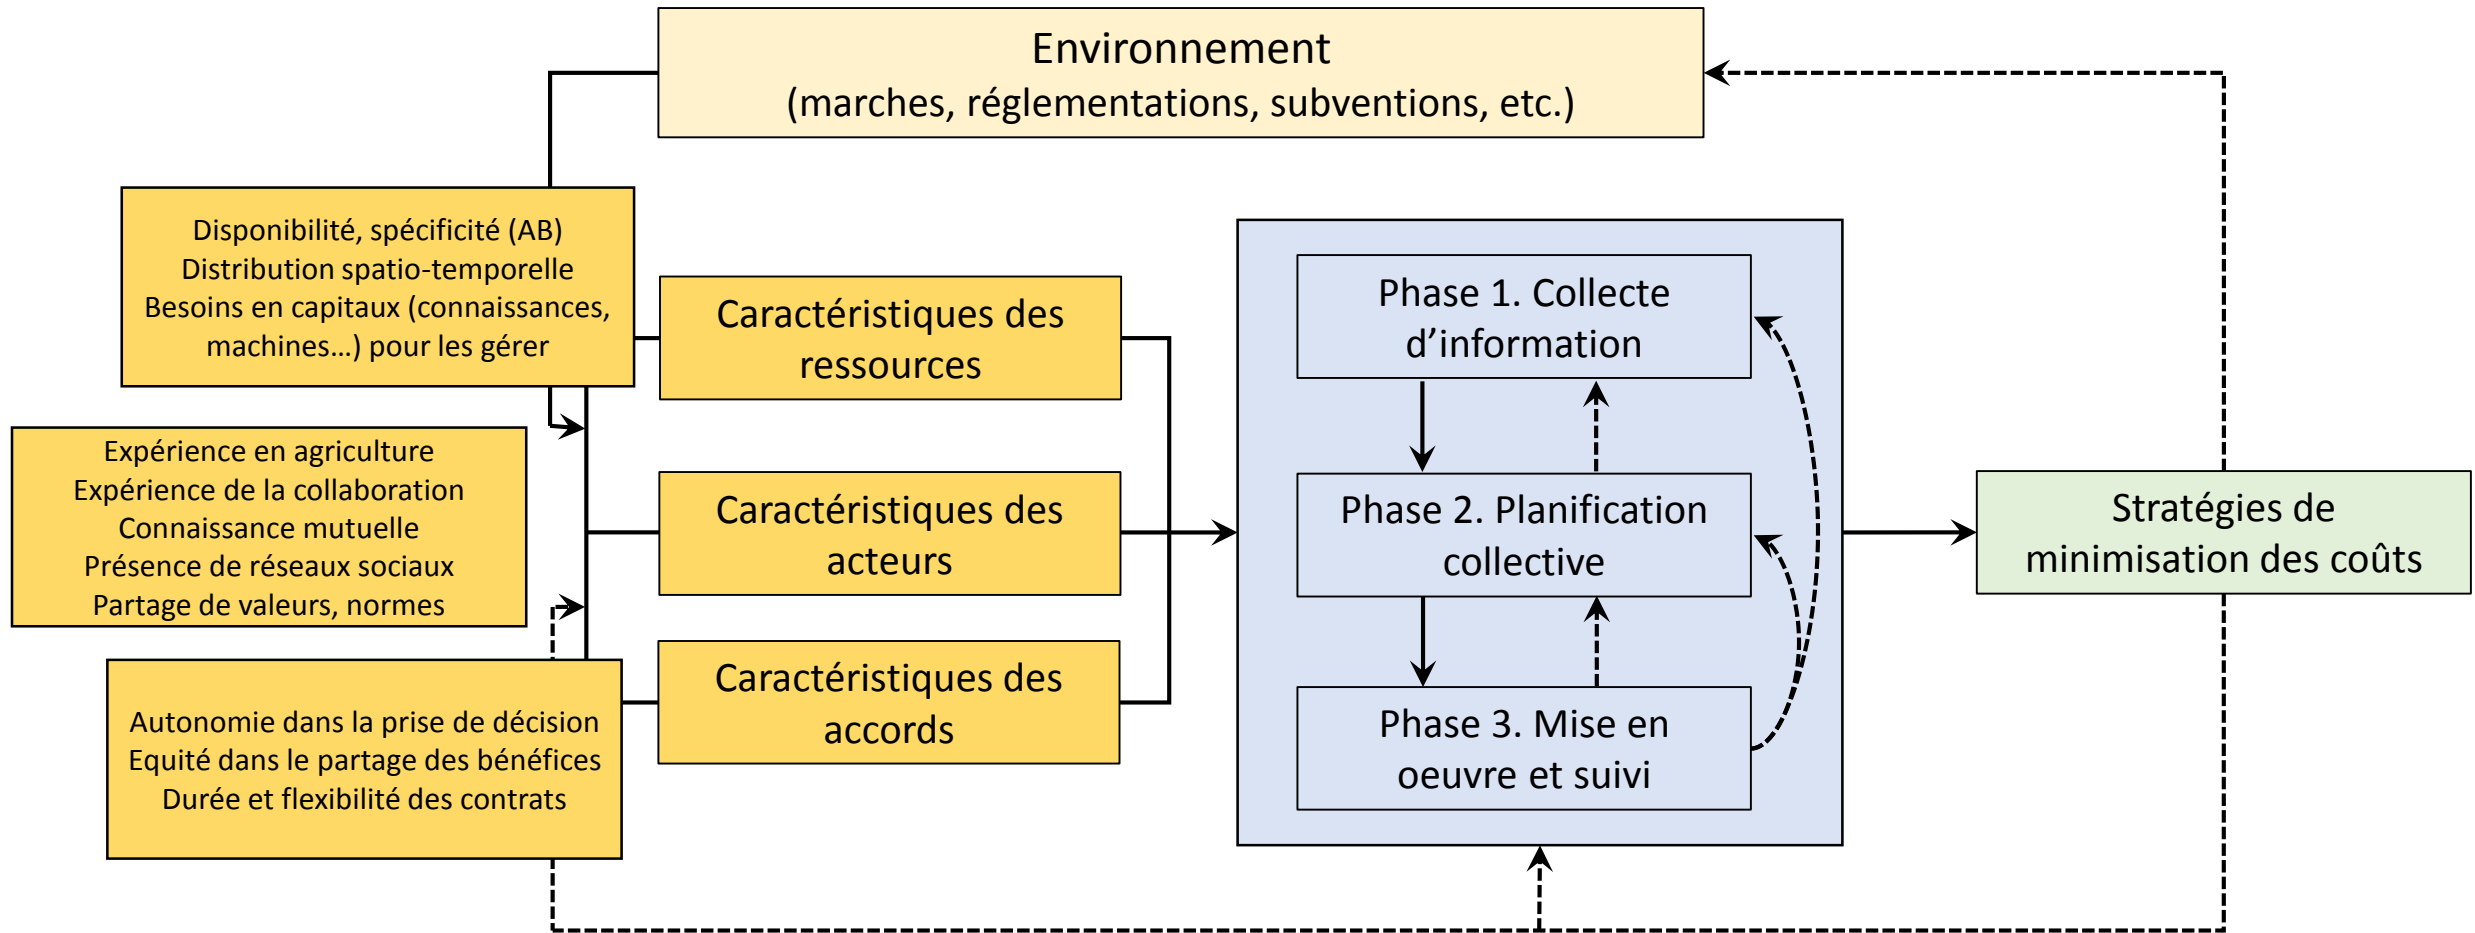 Environnement
(marches, réglementations, subventions, etc.)
Disponibilité, spécificité (AB)
Distribution spatio-temporelle
Besoins en capitaux (connaissances,
machines...) pour les gérer
Expérience en agriculture
Expérience de la collaboration
Connaissance mutuelle
Présence de réseaux sociaux
Partage de valeurs, normes
Autonomie dans la prise de décision
Equité dans le partage des bénéfices
Durée et flexibilité des contrats
Caractéristiques des
ressources
Caractéristiques des
acteurs
Caractéristiques des
accords
Phase 1. Collecte
d’information
Phase 2. Planification
collective
Phase 3. Mise en
oeuvre et suivi
Stratégies de
minimisation des coûts